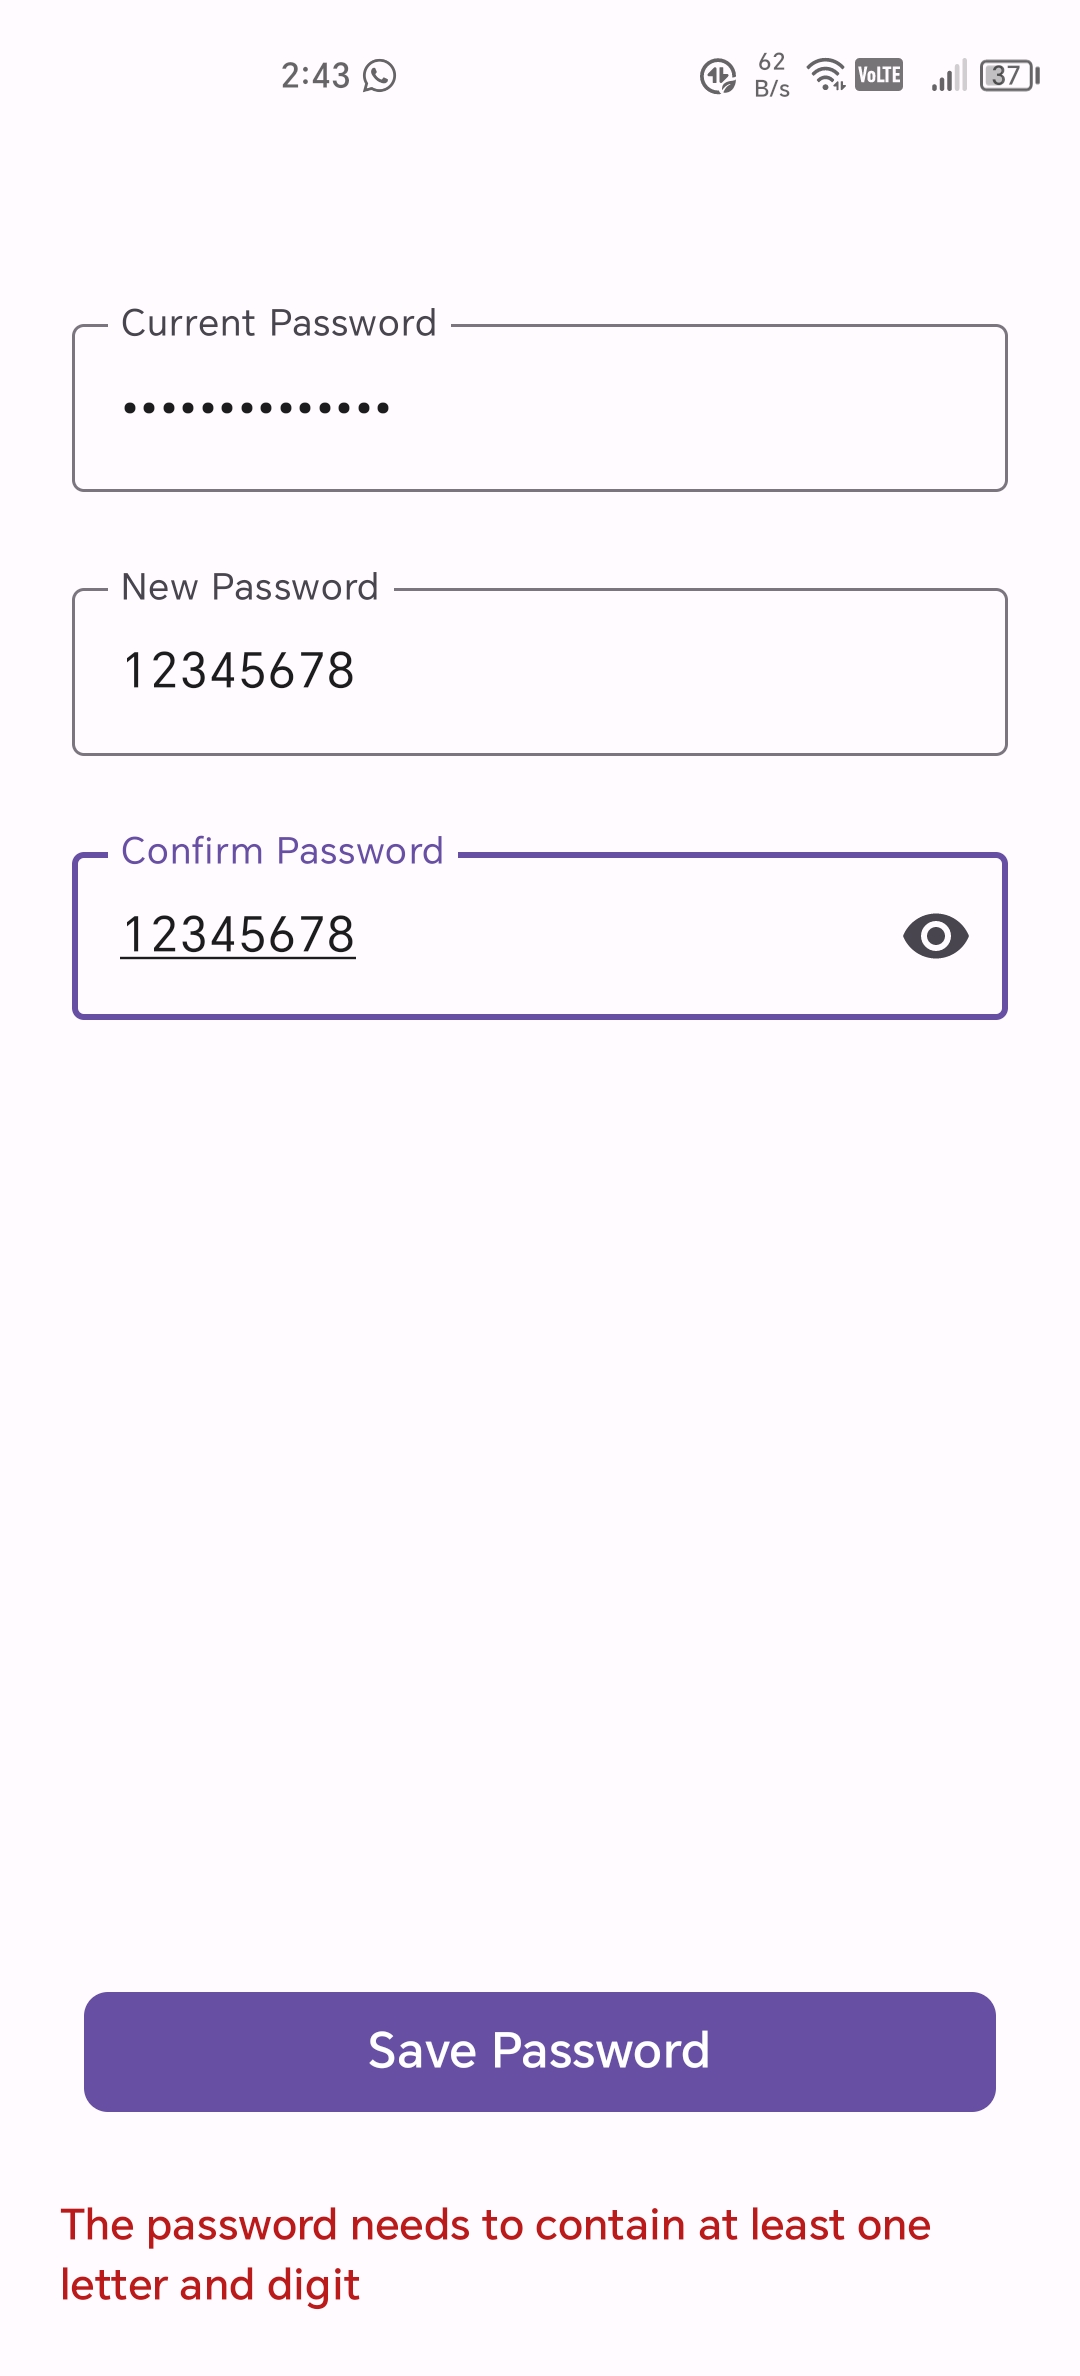 2:43
62
B/s
VoLTE
37
Current Password
••••••••••••••
New Password
12345678
Confirm Password
12345678
Save Password
The password needs to contain at least one
letter and digit